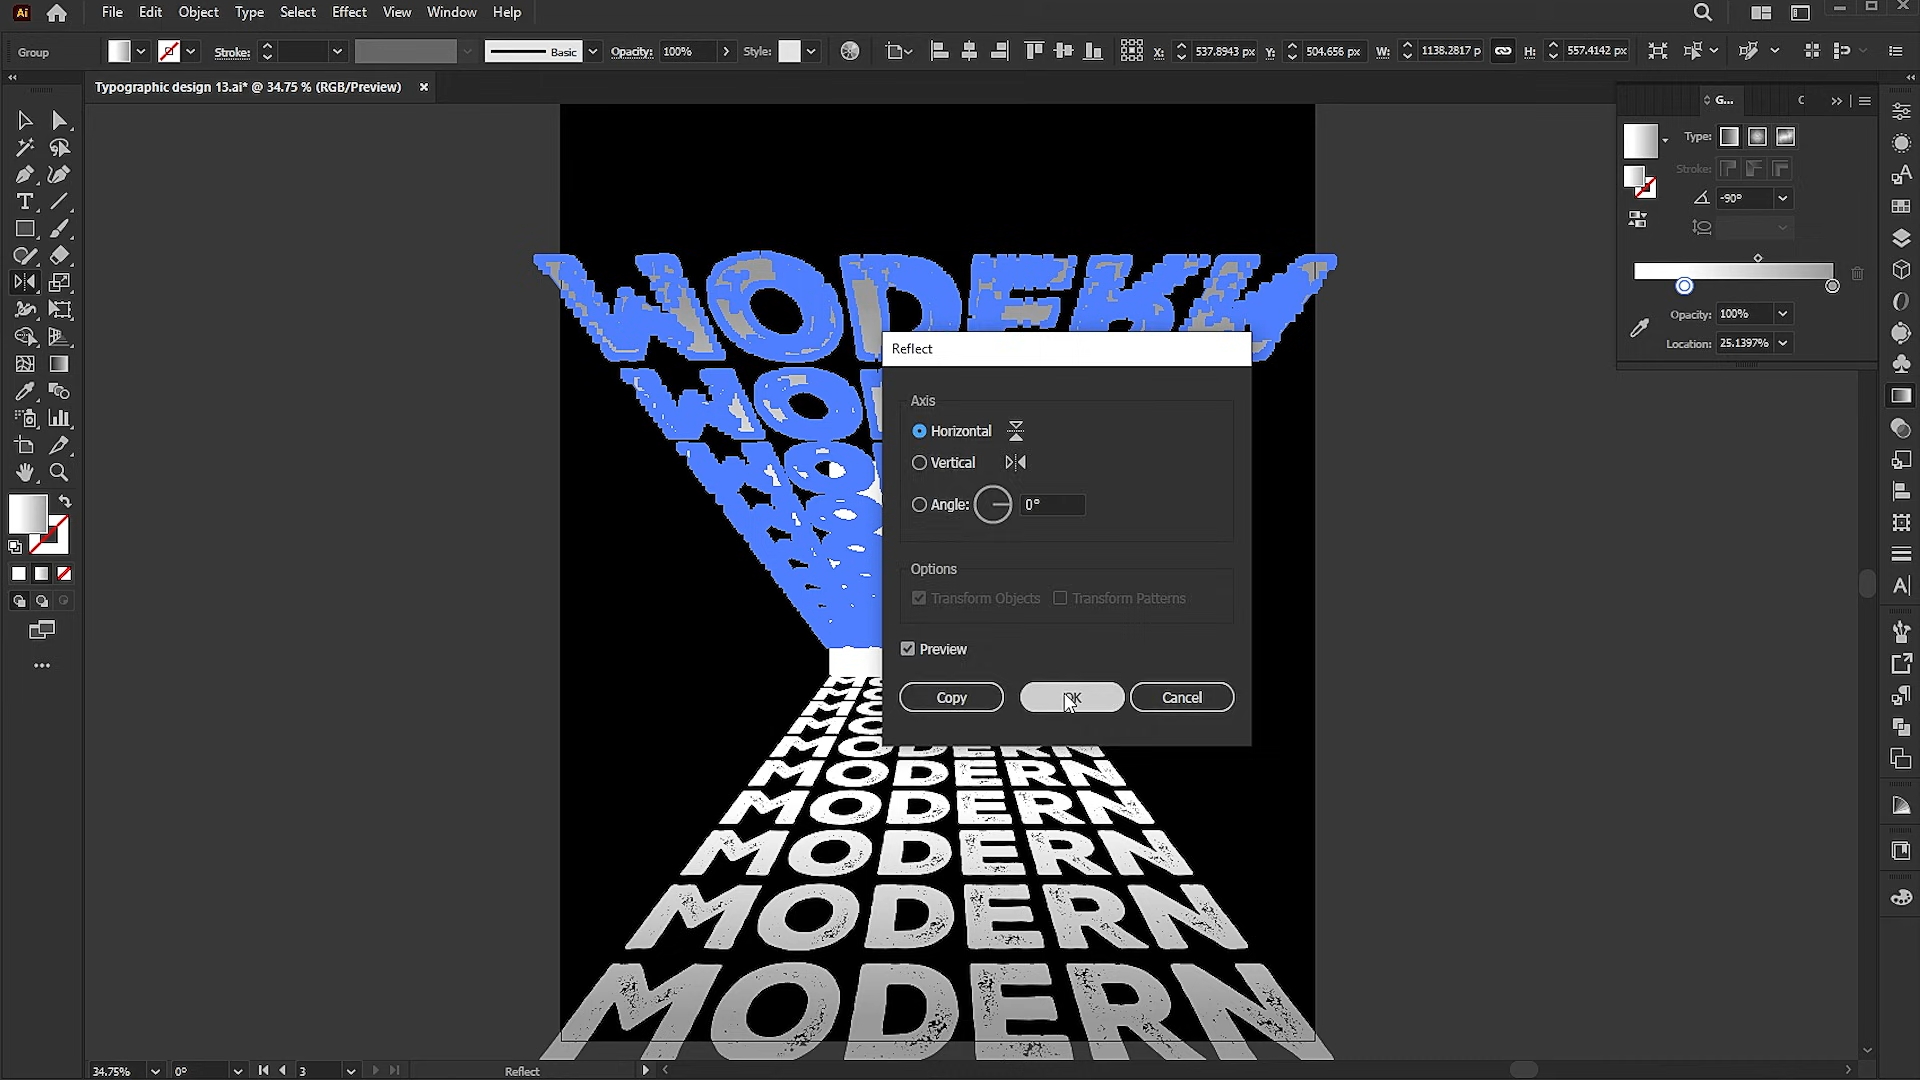 Ai File Edit Object Type Select Effect View Window Help
Group Stroke: Basic Opacity: 100% Style: X: 537.8943 px Y: 504.656 px W: 1138.2817 p H: 557.4142 px
Typographic design 13.ai* @ 34.75 % (RGB/Preview)
G...
Type:
Stroke:
-90°
Opacity: 100%
Location: 25.1397%
Reflect
Axis
Horizontal
Vertical
Angle: 0°
Options
Transform Objects Transform Patterns
Preview
Copy OK Cancel
MODERN
MODERN
MODERN
MODERN
MODERN
MODERN
34.75% 0° 3 Reflect